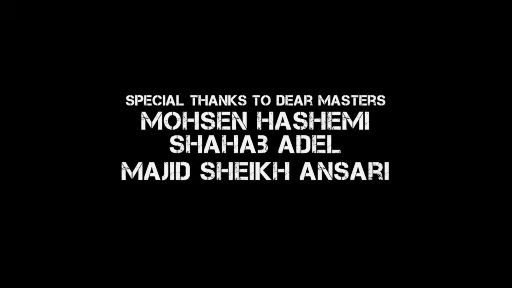 SPECIAL THANKS TO DEAR MASTERS
MOHSEN HASHEMI
SHAHAB ADEL
MAJID SHEIKH ANSARI